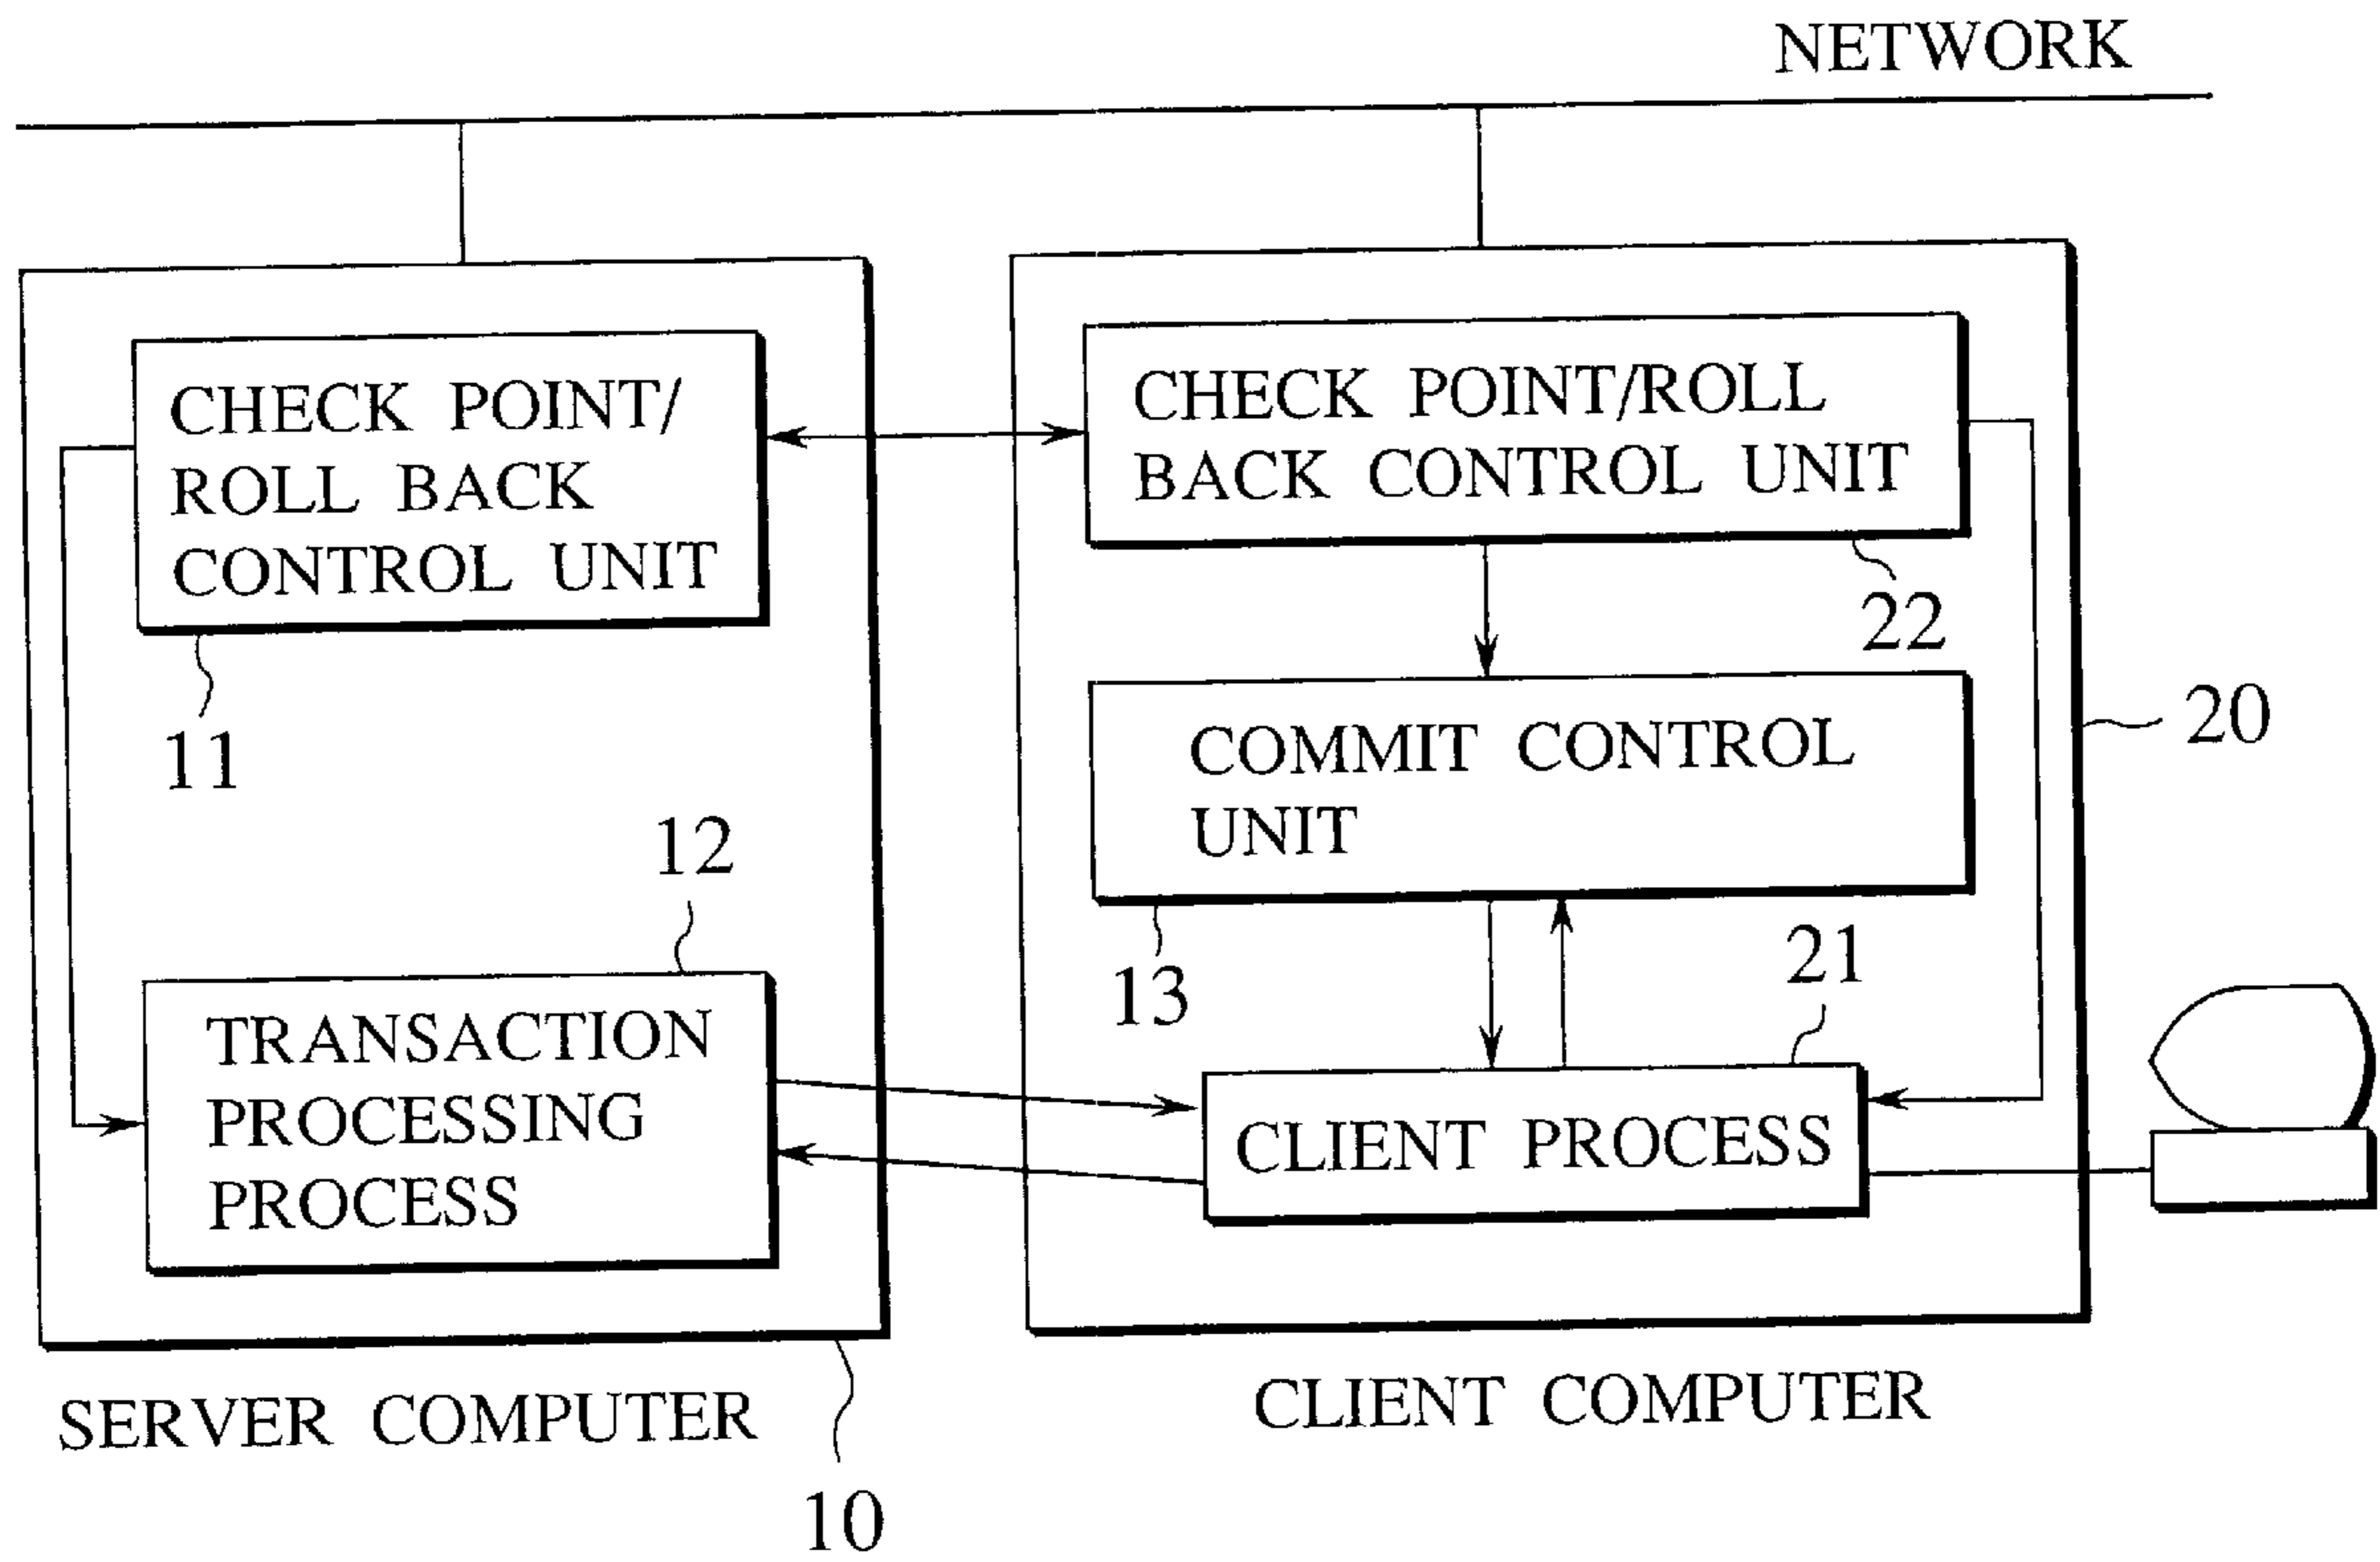 NETWORK
CHECK POINT/
ROLL BACK
CONTROL UNIT
11
12
TRANSACTION
PROCESSING
PROCESS
SERVER COMPUTER
10
CHECK POINT/ROLL
BACK CONTROL UNIT
22
COMMIT CONTROL
UNIT
13
21
CLIENT PROCESS
20
CLIENT COMPUTER